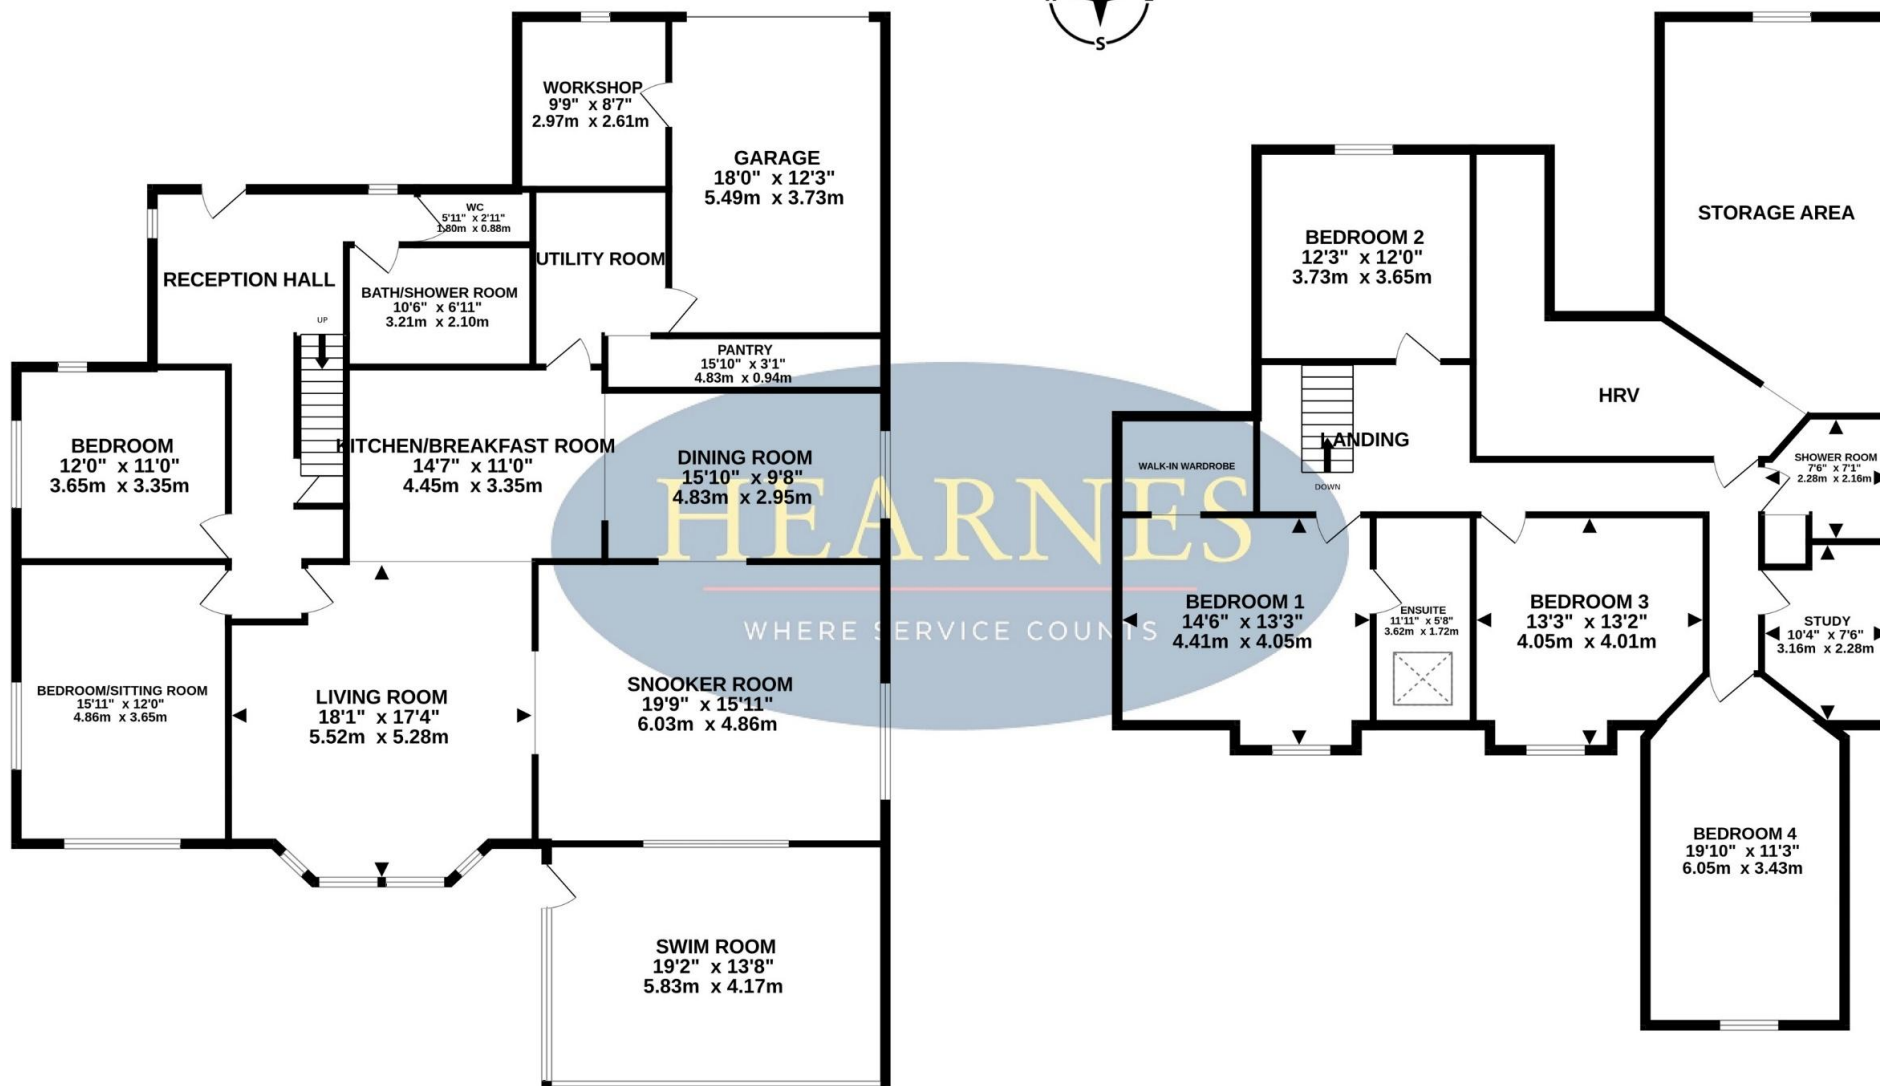 S
WORKSHOP
9'9" x 8'7"
2.97m x 2.61m
GARAGE
18'0" x 12'3"
5.49m x 3.73m
WC
5'11" x 2'11"
1.80m x 0.88m
RECEPTION HALL
UTILITY ROOM
BATH/SHOWER ROOM
10'6" x 6'11"
3.21m x 2.10m
UP
PANTRY
15'10" x 3'1"
4.83m x 0.94m
BEDROOM
12'0" x 11'0"
3.65m x 3.35m
KITCHEN/BREAKFAST ROOM
14'7" x 11'0"
4.45m x 3.35m
DINING ROOM
15'10" x 9'8"
4.83m x 2.95m
BEDROOM/SITTING ROOM
15'11" x 12'0"
4.86m x 3.65m
LIVING ROOM
18'1" x 17'4"
5.52m x 5.28m
SNOOKER ROOM
19'9" x 15'11"
6.03m x 4.86m
SWIM ROOM
19'2" x 13'8"
5.83m x 4.17m
HEARNES
WHERE SERVICE COUNTS
STORAGE AREA
BEDROOM 2
12'3" x 12'0"
3.73m x 3.65m
HRV
LANDING
DOWN
WALK-IN WARDROBE
SHOWER ROOM
7'6" x 7'1"
2.28m x 2.16m
BEDROOM 1
14'6" x 13'3"
4.41m x 4.05m
ENSUITE
11'11" x 5'8"
3.62m x 1.72m
BEDROOM 3
13'3" x 13'2"
4.05m x 4.01m
STUDY
10'4" x 7'6"
3.16m x 2.28m
BEDROOM 4
19'10" x 11'3"
6.05m x 3.43m